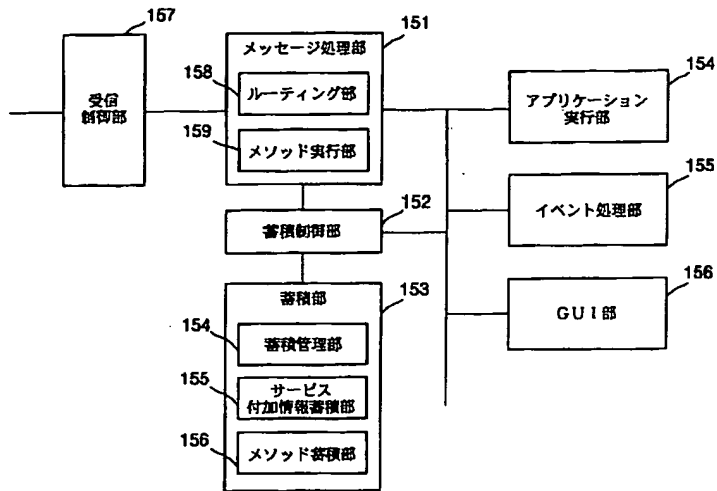 157
受信
制御部
メッセージ処理部
151
158
ルーティング部
159
メソッド実行部
152
蓄積制御部
蓄積部
153
154
蓄積管理部
155
サービス
付加情報蓄積部
156
メソッド蓄積部
154
アプリケーション
実行部
155
イベント処理部
156
GUI部